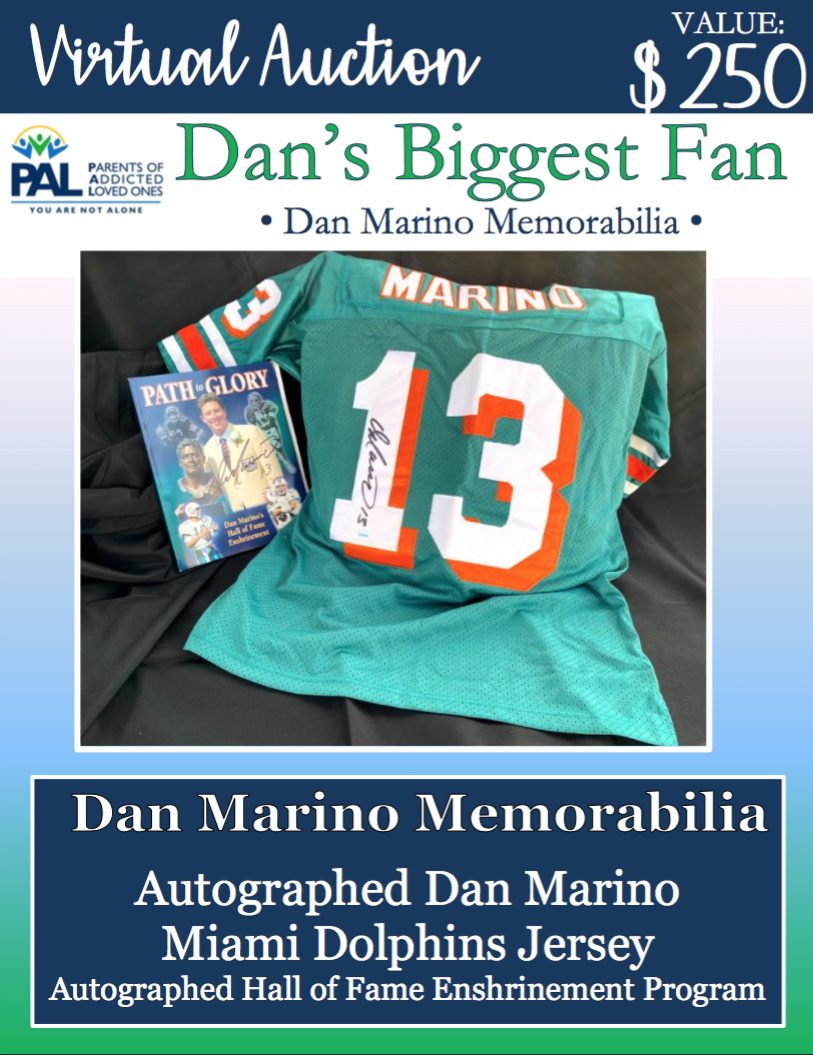 Virtual Auction
VALUE:
$250
PAL
PARENTS OF
ADDICTED
LOVED ONES
YOU ARE NOT ALONE
Dan's Biggest Fan
• Dan Marino Memorabilia •
MARINO
3
13
PATH to GLORY
13
Dan Marino's
Hall of Fame
Enshrinement
13
Dan Marino Memorabilia
Autographed Dan Marino
Miami Dolphins Jersey
Autographed Hall of Fame Enshrinement Program